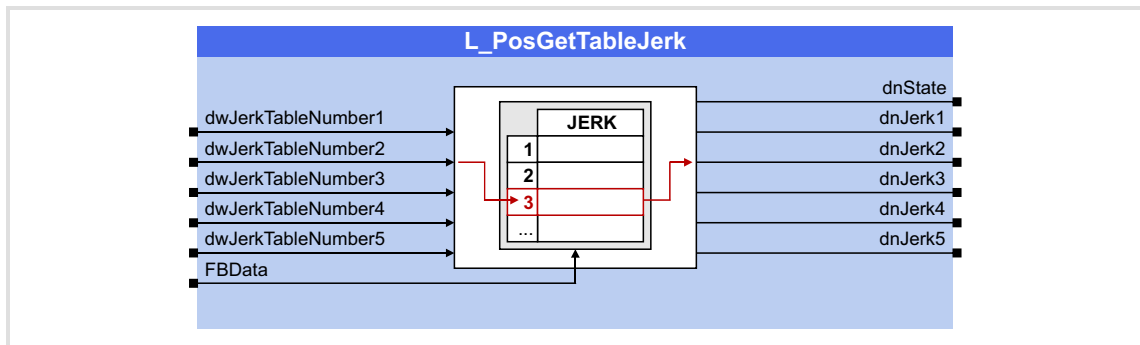 L_PosGetTableJerk
dnState
dwJerkTableNumber1
JERK
dnJerk1
1
dwJerkTableNumber2
dnJerk2
2
dwJerkTableNumber3
3
dnJerk3
dwJerkTableNumber4
...
dnJerk4
dwJerkTableNumber5
dnJerk5
FBData